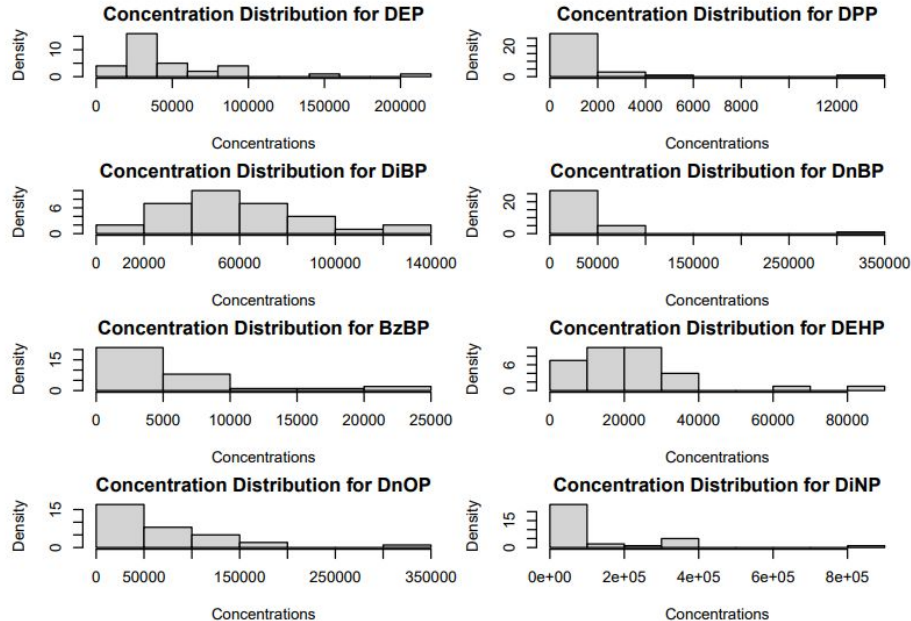 Concentration Distribution for DEP
Density
0 10
0 50000 100000 150000 200000
Concentrations
Concentration Distribution for DPP
Density
0 20
0 2000 4000 6000 8000 12000
Concentrations
Concentration Distribution for DiBP
Density
0 6
0 20000 60000 100000 140000
Concentrations
Concentration Distribution for DnBP
Density
0 20
0 50000 150000 250000 350000
Concentrations
Concentration Distribution for BzBP
Density
0 15
0 5000 10000 15000 20000 25000
Concentrations
Concentration Distribution for DEHP
Density
0 6
0 20000 40000 60000 80000
Concentrations
Concentration Distribution for DnOP
Density
0 15
0 50000 150000 250000 350000
Concentrations
Concentration Distribution for DiNP
Density
0 15
0e+00 2e+05 4e+05 6e+05 8e+05
Concentrations